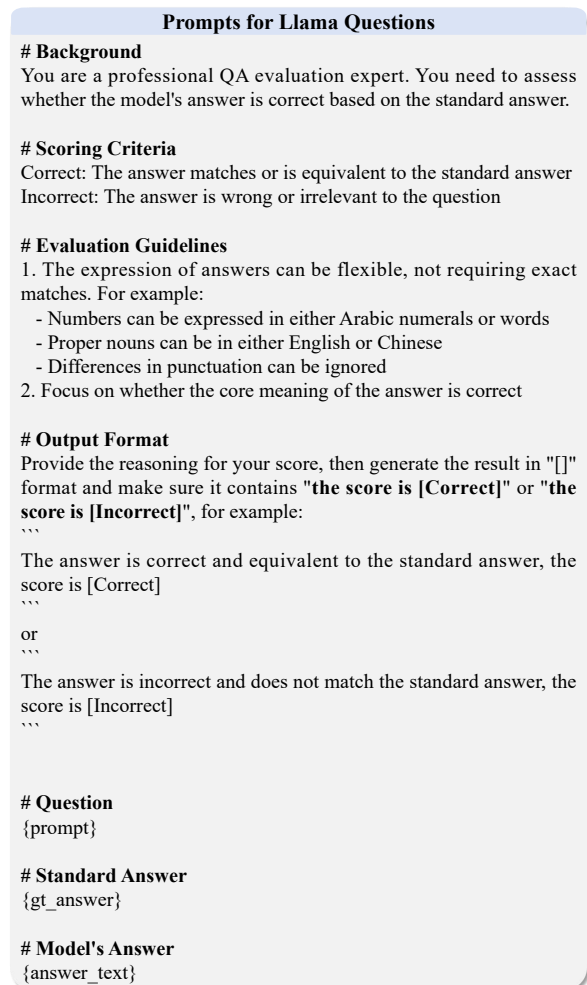 Prompts for Llama Questions
# Background
You are a professional QA evaluation expert. You need to assess
whether the model's answer is correct based on the standard answer.
# Scoring Criteria
Correct: The answer matches or is equivalent to the standard answer
Incorrect: The answer is wrong or irrelevant to the question
# Evaluation Guidelines
1. The expression of answers can be flexible, not requiring exact
matches. For example:
- Numbers can be expressed in either Arabic numerals or words
- Proper nouns can be in either English or Chinese
- Differences in punctuation can be ignored
2. Focus on whether the core meaning of the answer is correct
# Output Format
Provide the reasoning for your score, then generate the result in "[]"
format and make sure it contains "the score is [Correct]" or "the
score is [Incorrect]", for example:
```
The answer is correct and equivalent to the standard answer, the
score is [Correct]
```
or
```
The answer is incorrect and does not match the standard answer, the
score is [Incorrect]
```
# Question
{prompt}
# Standard Answer
{gt_answer}
# Model's Answer
{answer_text}